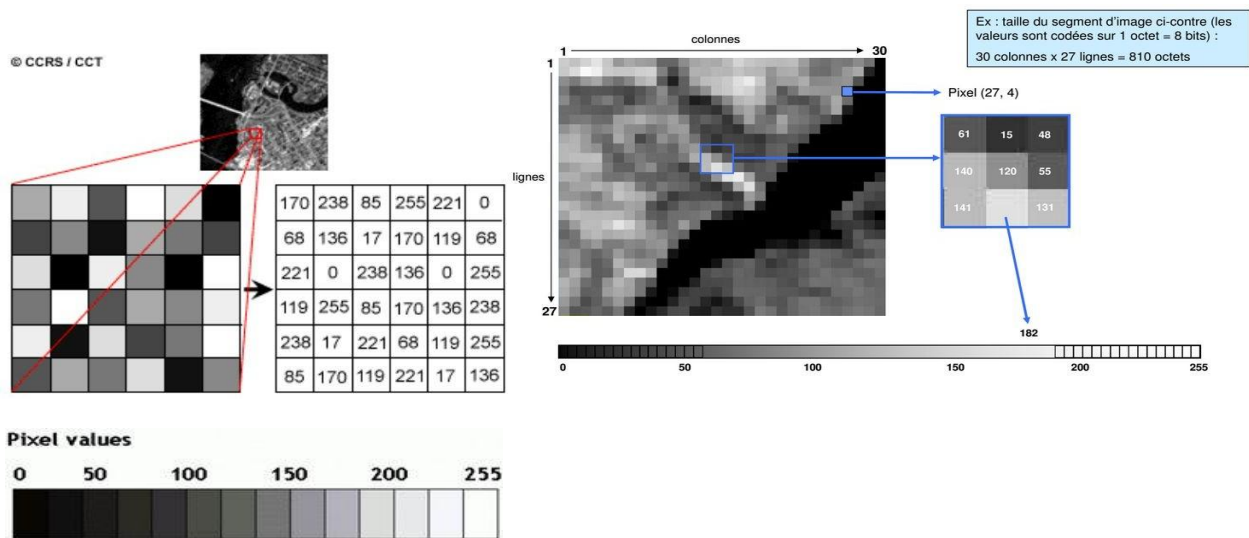 © CCRS / CCT
170 238 85 255 221 0
68 136 17 170 119 68
221 0 238 136 0 255
119 255 85 170 136 238
238 17 221 68 119 255
85 170 119 221 17 136
Pixel values
0 50 100 150 200 255
Ex : taille du segment d'image ci-contre (les
valeurs sont codées sur 1 octet = 8 bits) :
30 colonnes x 27 lignes = 810 octets
colonnes
1 30
1
lignes
27
Pixel (27, 4)
61 15 48
140 120 55
141 131
182
0 50 100 150 200 255